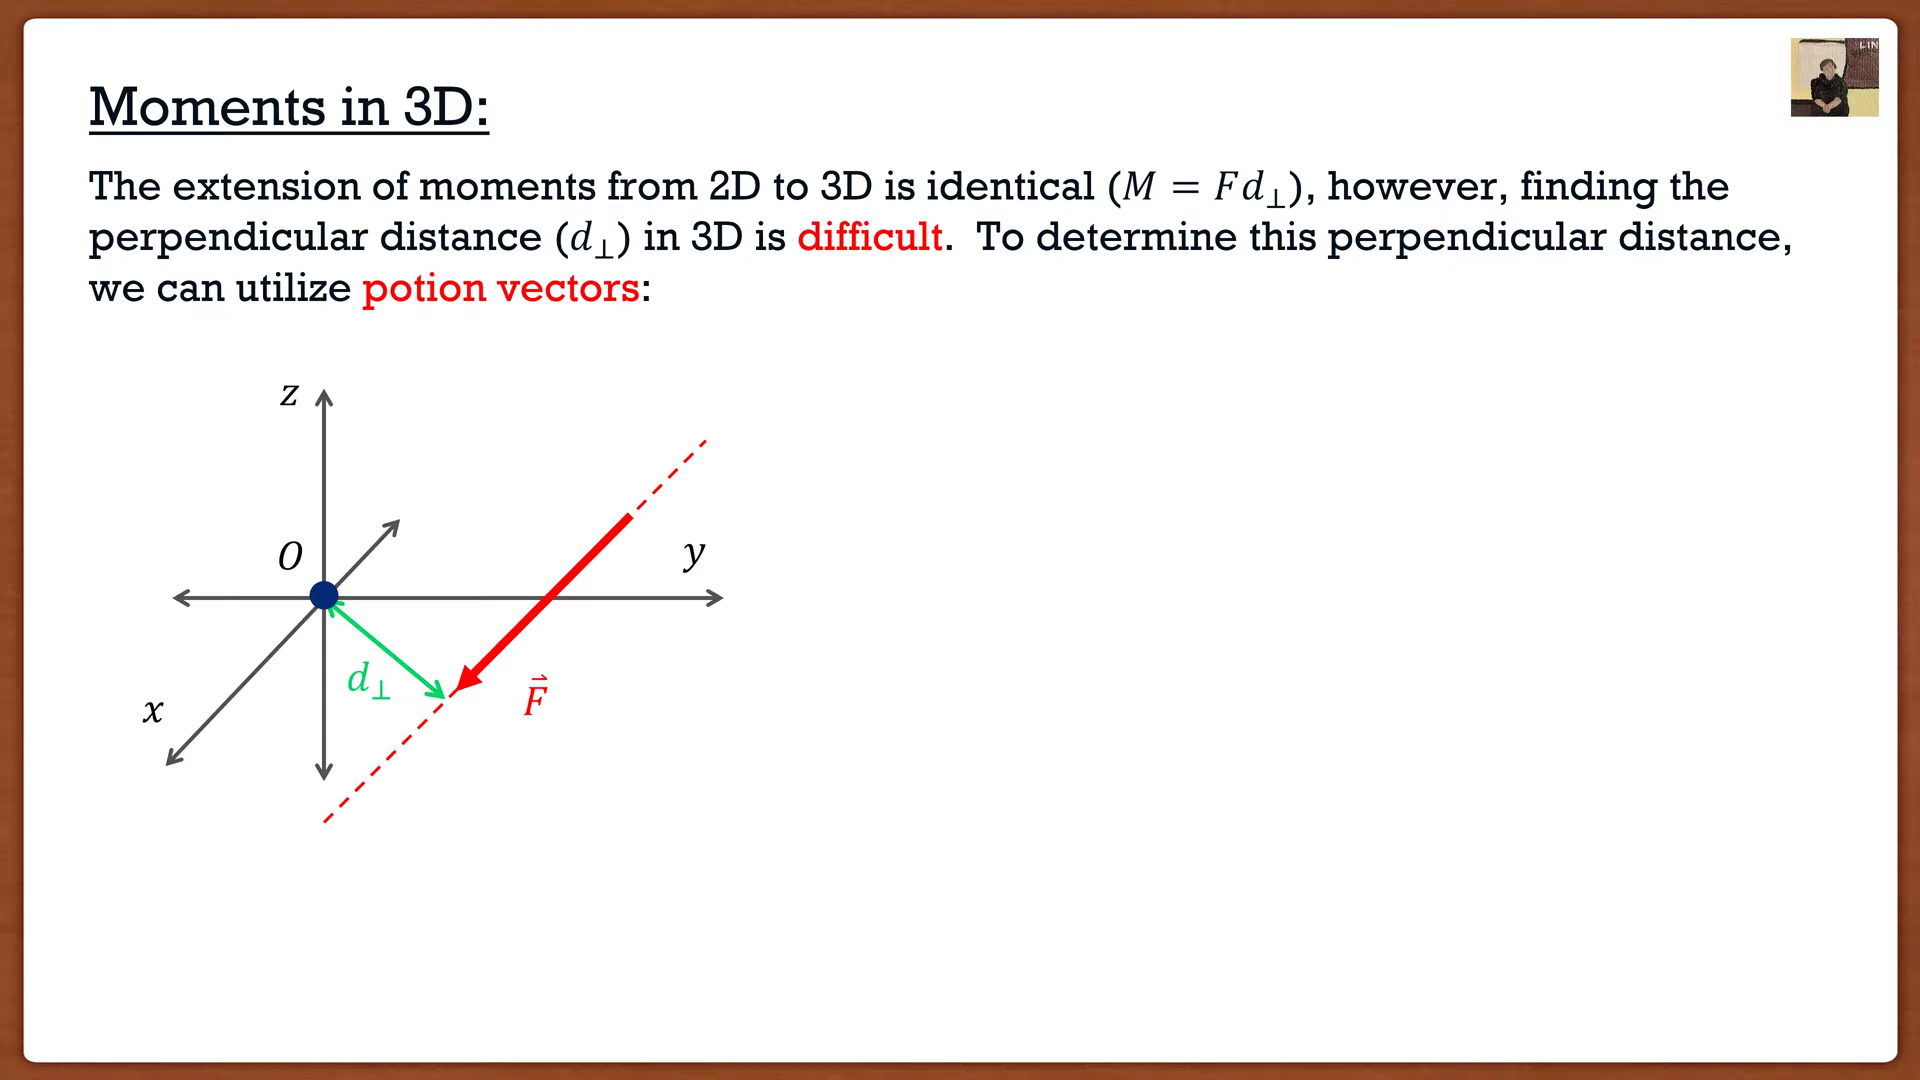 LIN
Moments in 3D:
The extension of moments from 2D to 3D is identical (M = Fd⊥), however, finding the
perpendicular distance (d⊥) in 3D is difficult. To determine this perpendicular distance,
we can utilize potion vectors:
z
O
y
d⊥
F⃗
x